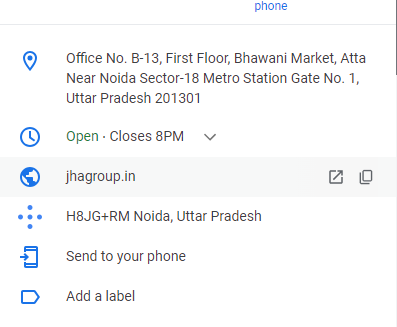 phone
Office No. B-13, First Floor, Bhawani Market, Atta
Near Noida Sector-18 Metro Station Gate No. 1,
Uttar Pradesh 201301
Open · Closes 8PM
jhagroup.in
H8JG+RM Noida, Uttar Pradesh
Send to your phone
Add a label